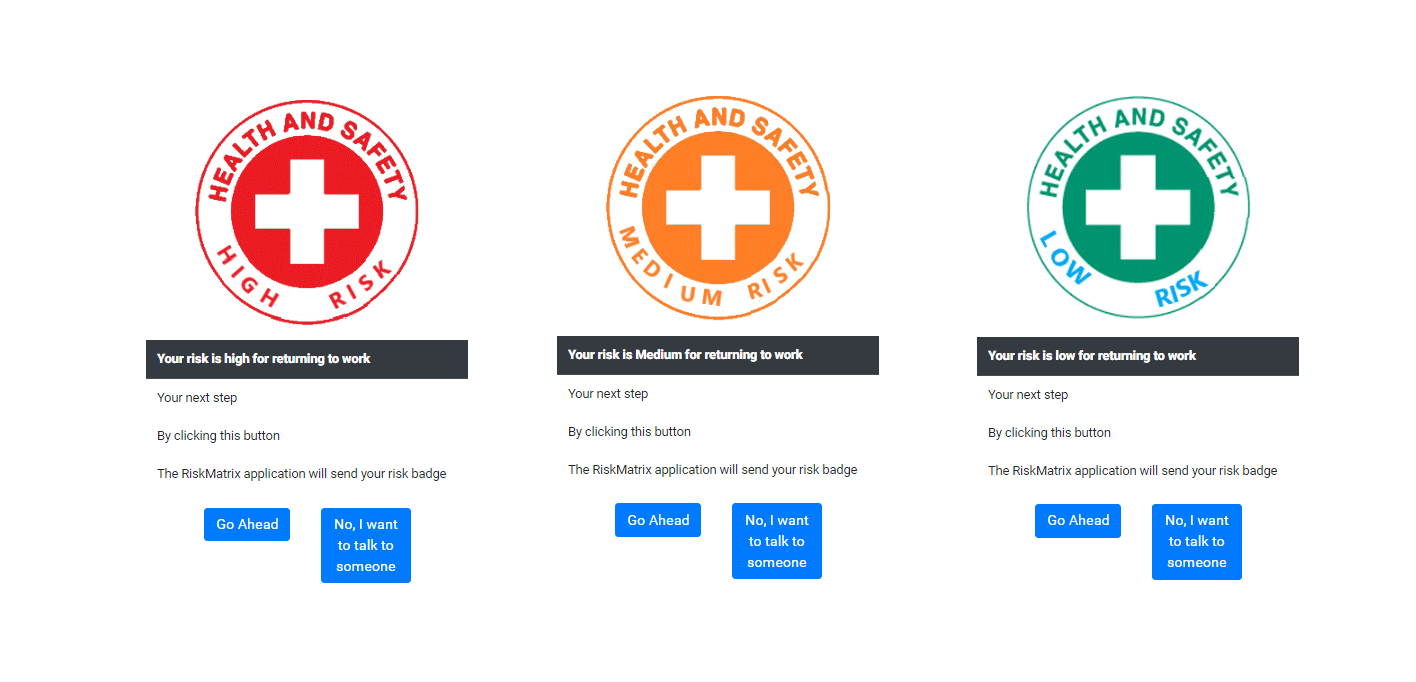 HEALTH AND SAFETY
HIGH RISK
Your risk is high for returning to work
Your next step
By clicking this button
The RiskMatrix application will send your risk badge
Go Ahead
No, I want
to talk to
someone
HEALTH AND SAFETY
MEDIUM RISK
Your risk is Medium for returning to work
Your next step
By clicking this button
The RiskMatrix application will send your risk badge
Go Ahead
No, I want
to talk to
someone
HEALTH AND SAFETY
LOW RISK
Your risk is low for returning to work
Your next step
By clicking this button
The RiskMatrix application will send your risk badge
Go Ahead
No, I want
to talk to
someone